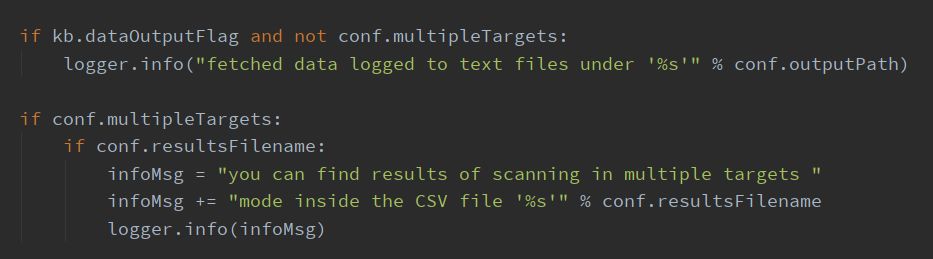 if kb.dataOutputFlag and not conf.multipleTargets:
    logger.info("fetched data logged to text files under '%s'" % conf.outputPath)

if conf.multipleTargets:
    if conf.resultsFilename:
        infoMsg = "you can find results of scanning in multiple targets "
        infoMsg += "mode inside the CSV file '%s'" % conf.resultsFilename
        logger.info(infoMsg)